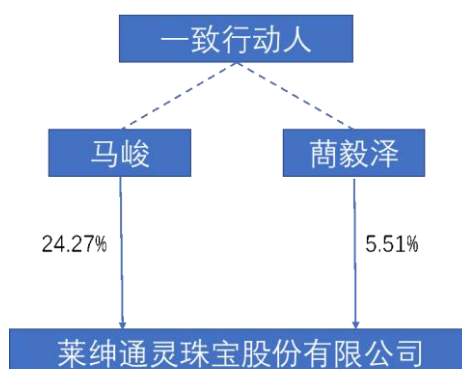 一致行动人
马峻
蔄毅泽
24.27%
5.51%
莱绅通灵珠宝股份有限公司